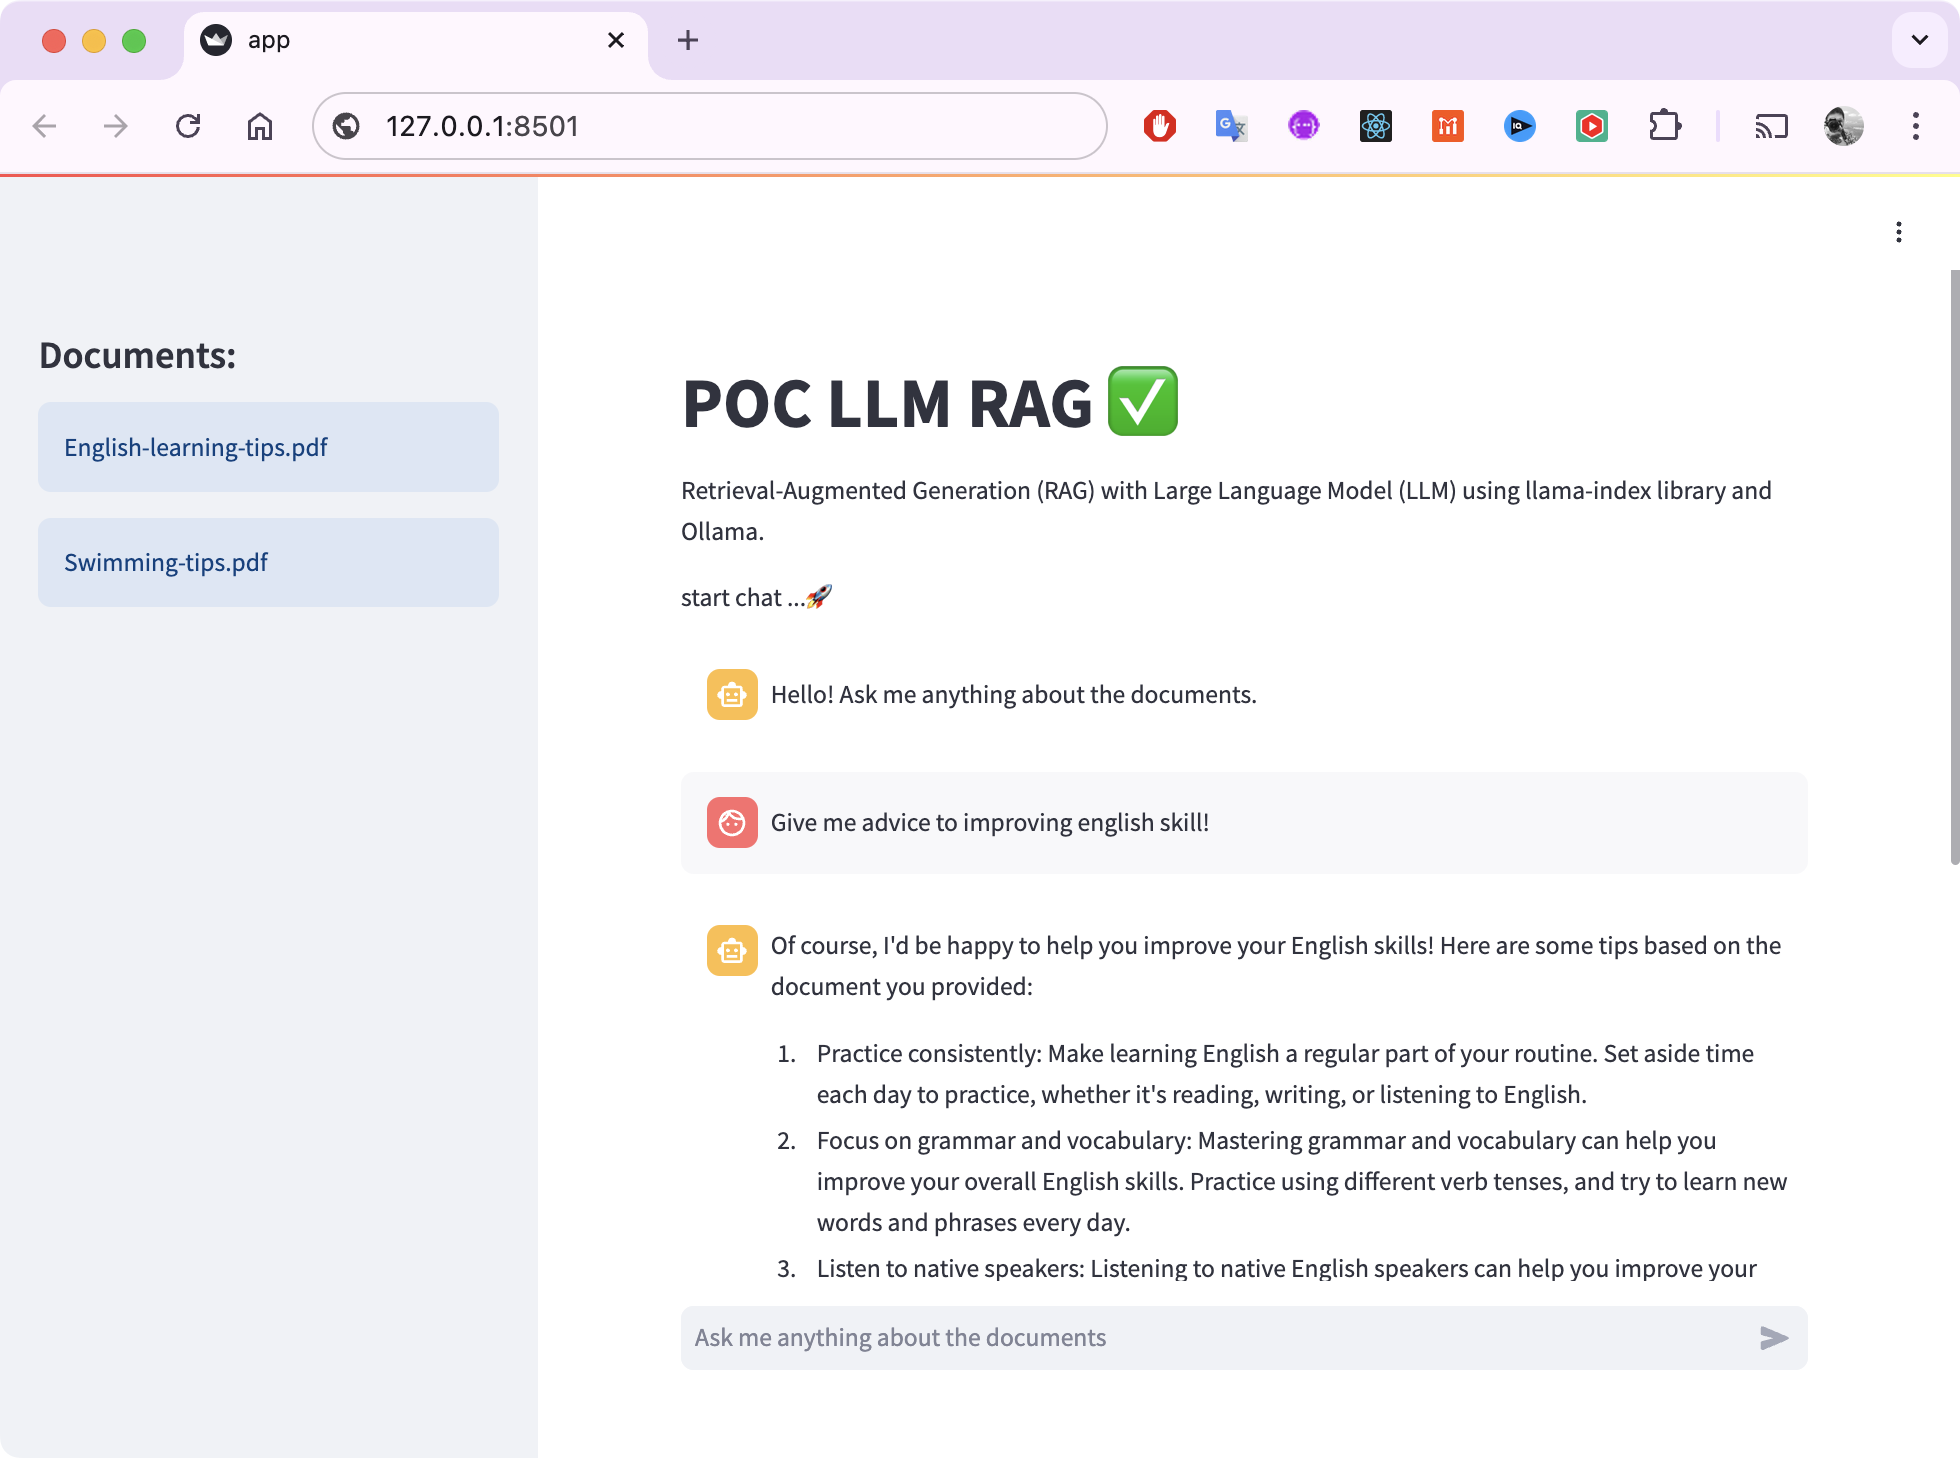 app
127.0.0.1:8501
Documents:
English-learning-tips.pdf
Swimming-tips.pdf
POC LLM RAG ✅
Retrieval-Augmented Generation (RAG) with Large Language Model (LLM) using llama-index library and
Ollama.
start chat ...🚀
Hello! Ask me anything about the documents.
Give me advice to improving english skill!
Of course, I'd be happy to help you improve your English skills! Here are some tips based on the
document you provided:
1. Practice consistently: Make learning English a regular part of your routine. Set aside time
each day to practice, whether it's reading, writing, or listening to English.
2. Focus on grammar and vocabulary: Mastering grammar and vocabulary can help you
improve your overall English skills. Practice using different verb tenses, and try to learn new
words and phrases every day.
3. Listen to native speakers: Listening to native English speakers can help you improve your
Ask me anything about the documents